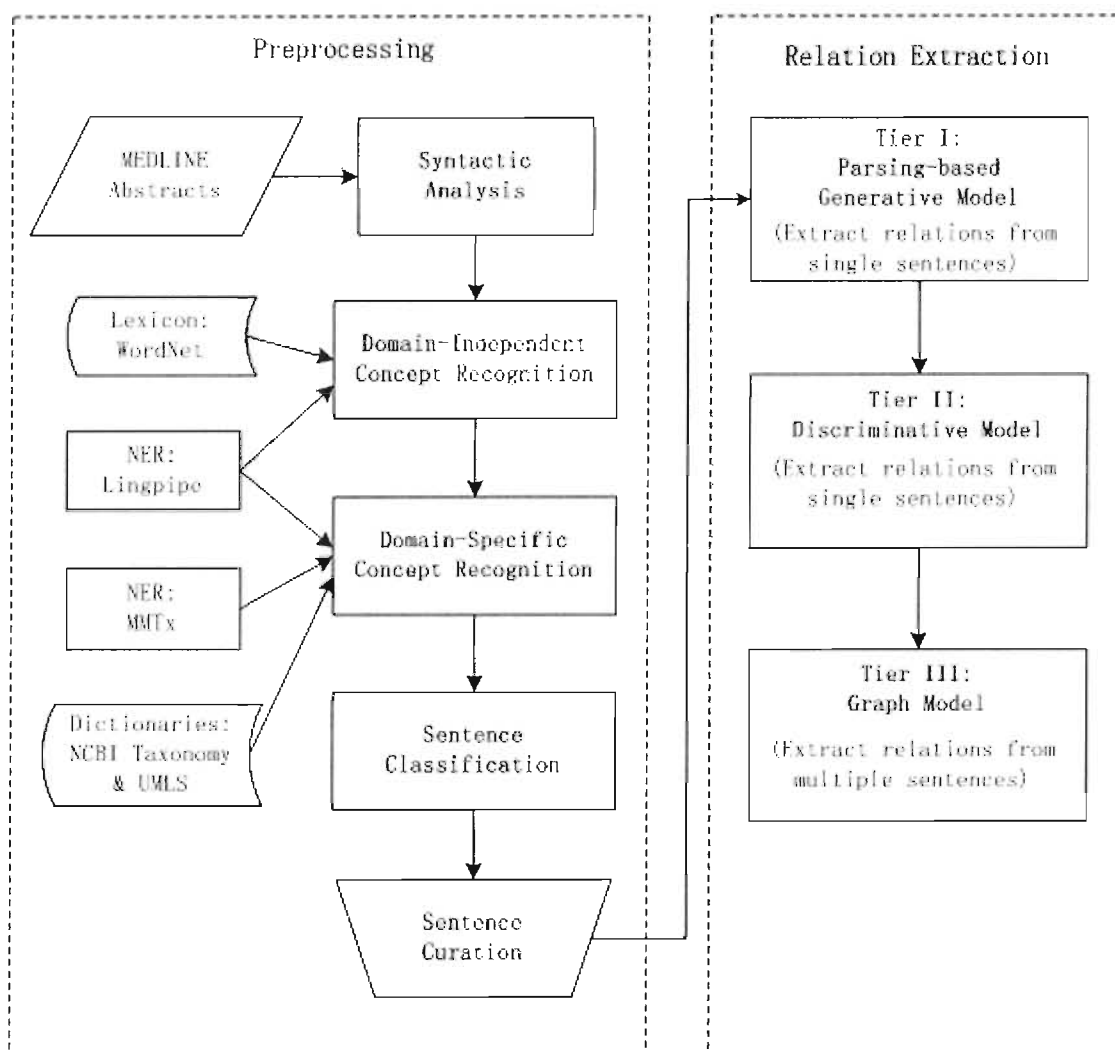 Preprocessing
MEDLINE
Abstracts
Syntactic
Analysis
Lexicon:
WordNet
Domain-Independent
Concept Recognition
NER:
Lingpipe
Domain-Specific
Concept Recognition
NER:
MMTx
Dictionaries:
NCBI Taxonomy
& UMLS
Sentence
Classification
Sentence
Curation
Relation Extraction
Tier I:
Parsing-based
Generative Model
(Extract relations from
single sentences)
Tier II:
Discriminative Model
(Extract relations from
single sentences)
Tier III:
Graph Model
(Extract relations from
multiple sentences)